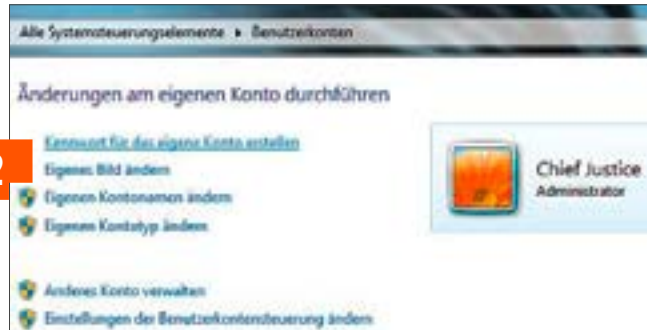 Alle Systemsteuerungselemente ▸ Benutzerkonten
Änderungen am eigenen Konto durchführen
Kennwort für das eigene Konto erstellen
Eigenes Bild ändern
Eigenen Kontonamen ändern
Eigenen Kontotyp ändern
Chief Justice
Administrator
Anderes Konto verwalten
Einstellungen der Benutzerkontensteuerung ändern